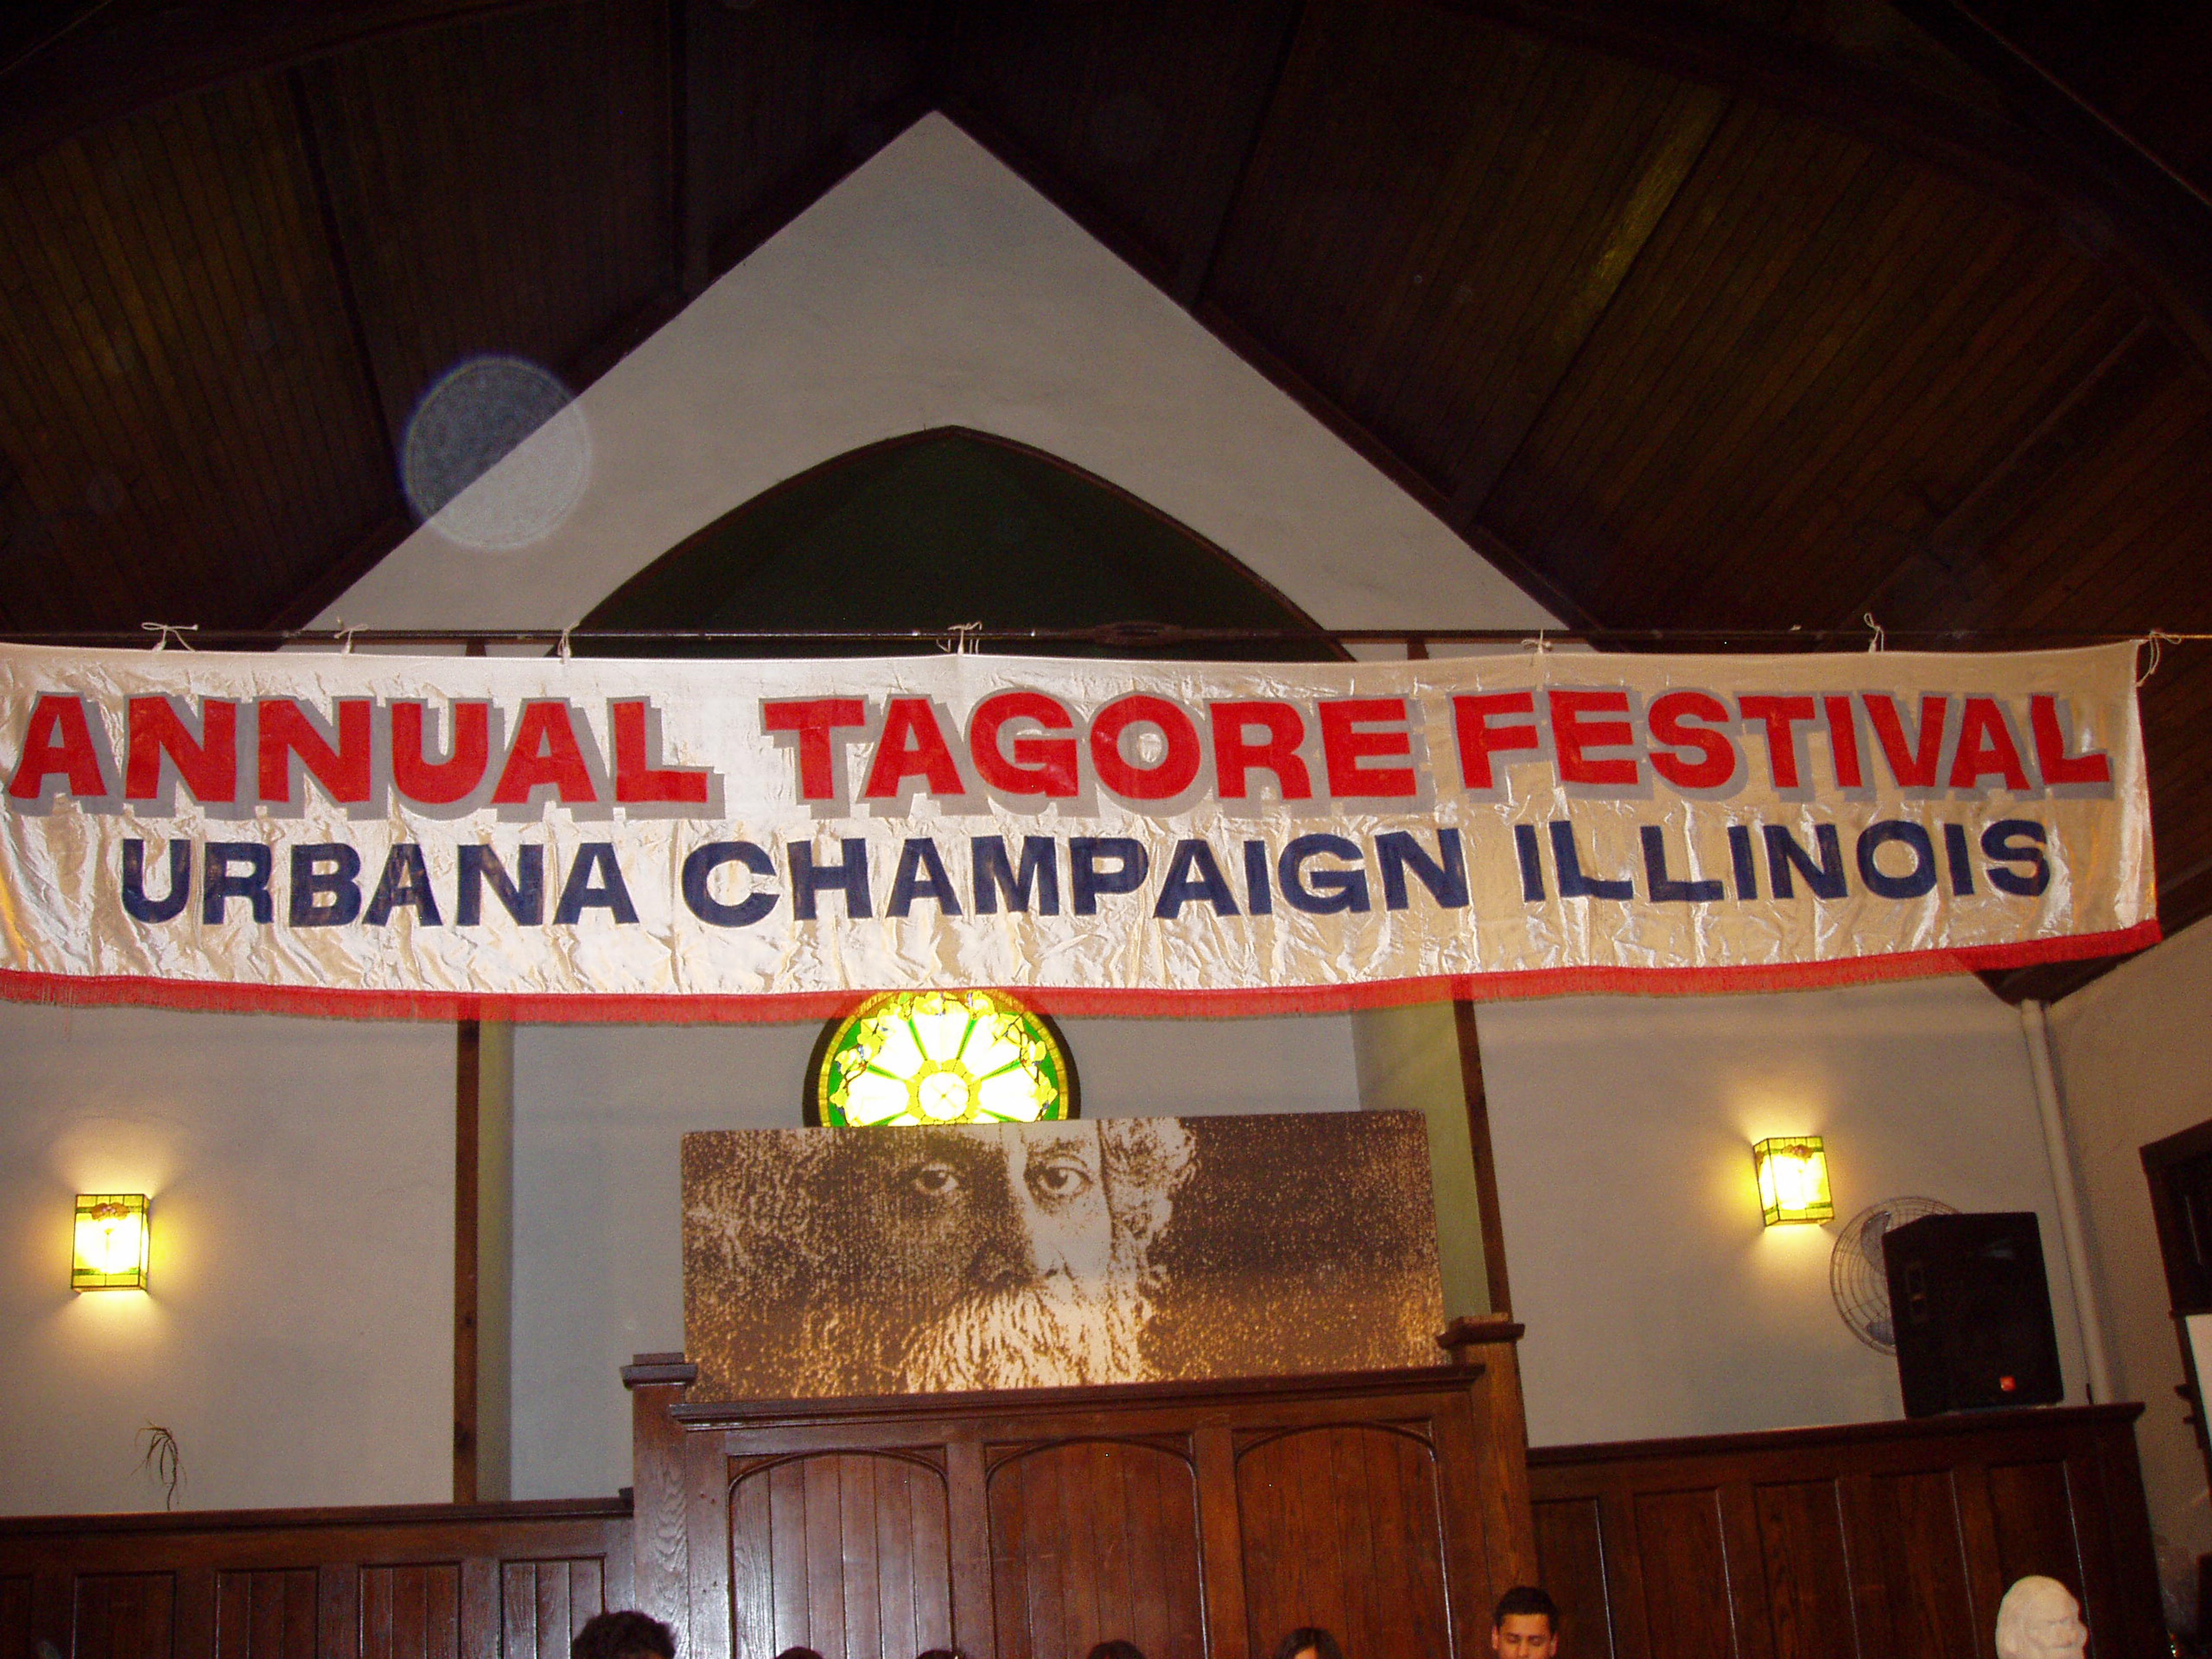 ANNUAL TAGORE FESTIVAL
URBANA CHAMPAIGN ILLINOIS